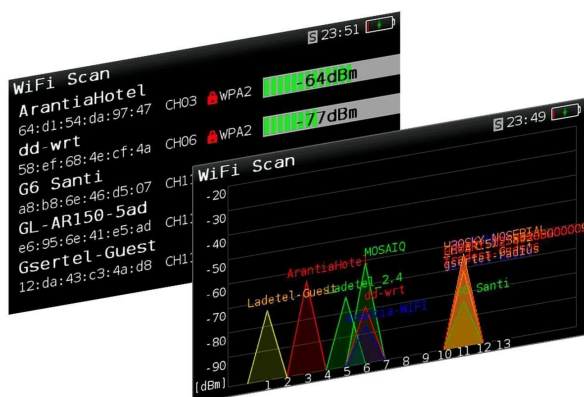 S 23:51
WiFi Scan
ArantiaHotel
64:d1:54:da:97:47 CH03 WPA2 -64dBm
dd-wrt
58:ef:68:4e:cf:4a CH06 WPA2 -77dBm
G6 Santi
a8:b8:6e:46:d5:07 CH11
GL-AR150-5ad
e6:95:6e:41:e5:ad CH11
Gsertel-Guest
12:da:43:c3:4a:d8 CH11
S 23:49
WiFi Scan
-20
-30
-40
-50
-60
-70
-80
-90
[dBm]
MOSAIQ
ArantiaHotel
Ladetel-Guest
Ladetel_2.4
dd-wrt
gsertel-Radius
Santi
1 2 3 4 5 6 7 8 9 10 11 12 13